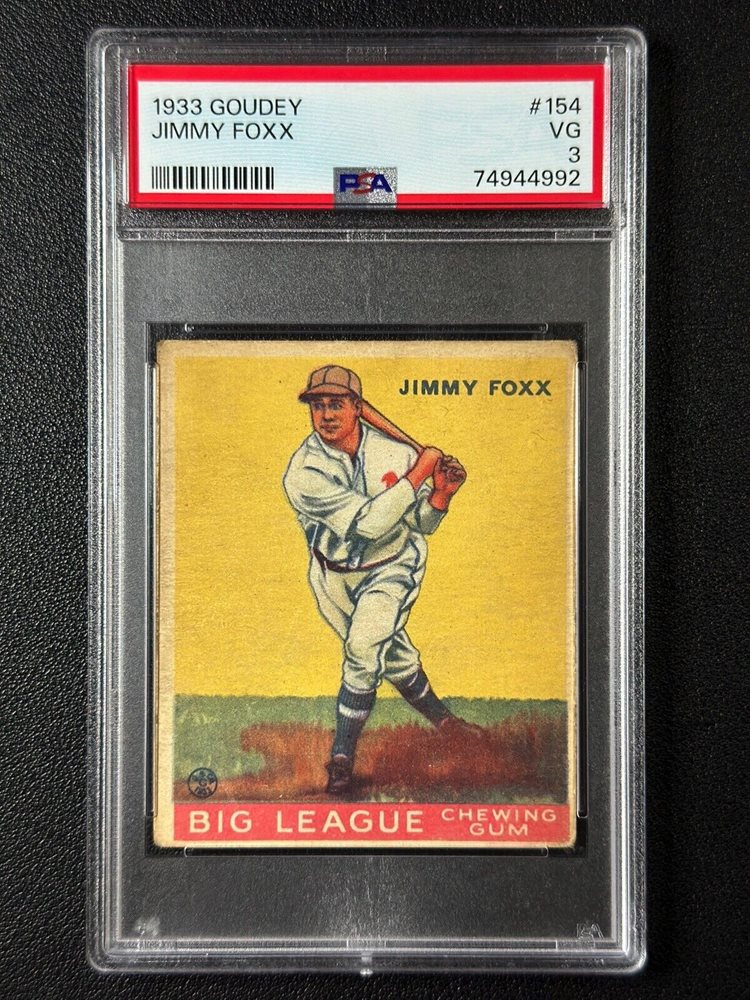 1933 GOUDEY #154
JIMMY FOXX VG
3
PSA 74944992
JIMMY FOXX
BIG LEAGUE CHEWING
GUM